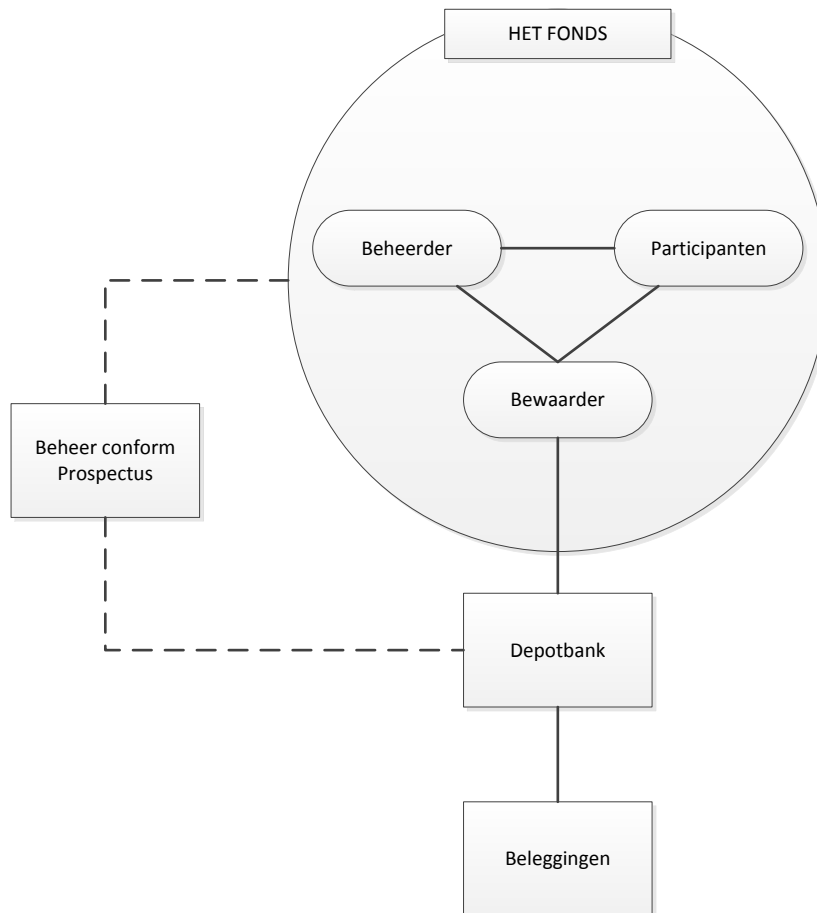 HET FONDS
Beheerder
Participanten
Bewaarder
Beheer conform
Prospectus
Depotbank
Beleggingen